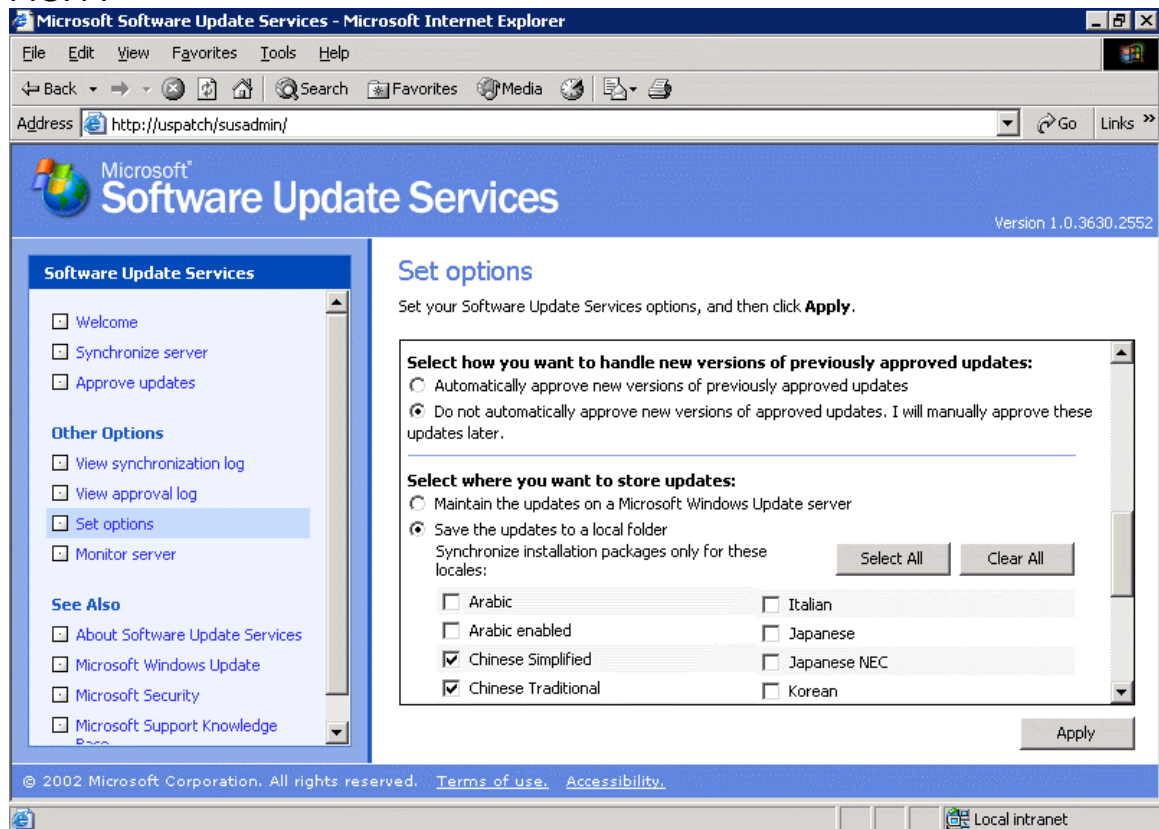 Microsoft Software Update Services - Microsoft Internet Explorer
File Edit View Favorites Tools Help
Back Search Favorites Media
Address http://uspatch/susadmin/ Go Links »
Microsoft®
Software Update Services
Version 1.0.3630.2552
Software Update Services
Welcome
Synchronize server
Approve updates
Other Options
View synchronization log
View approval log
Set options
Monitor server
See Also
About Software Update Services
Microsoft Windows Update
Microsoft Security
Microsoft Support Knowledge
Set options
Set your Software Update Services options, and then click Apply.
Select how you want to handle new versions of previously approved updates:
Automatically approve new versions of previously approved updates
Do not automatically approve new versions of approved updates. I will manually approve these
updates later.
Select where you want to store updates:
Maintain the updates on a Microsoft Windows Update server
Save the updates to a local folder
Synchronize installation packages only for these
locales:
Select All Clear All
Arabic Italian
Arabic enabled Japanese
Chinese Simplified Japanese NEC
Chinese Traditional Korean
Apply
© 2002 Microsoft Corporation. All rights reserved. Terms of use. Accessibility.
Local intranet